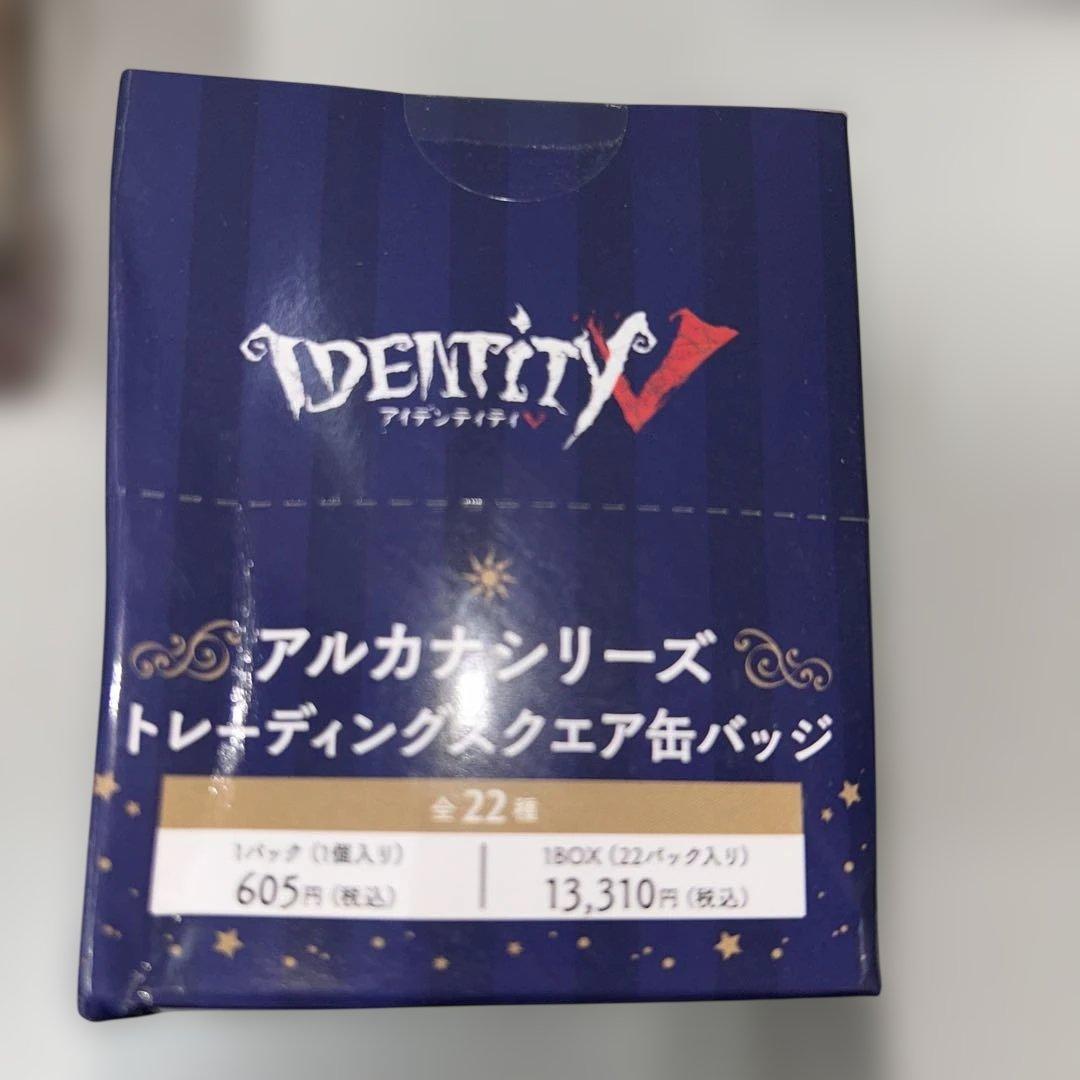 IDENTITY V
アイデンティティV
アルカナシリーズ
トレーディングスクエア缶バッジ
全22種
1パック（1個入り）
605円（税込）
1BOX（22パック入り）
13,310円（税込）